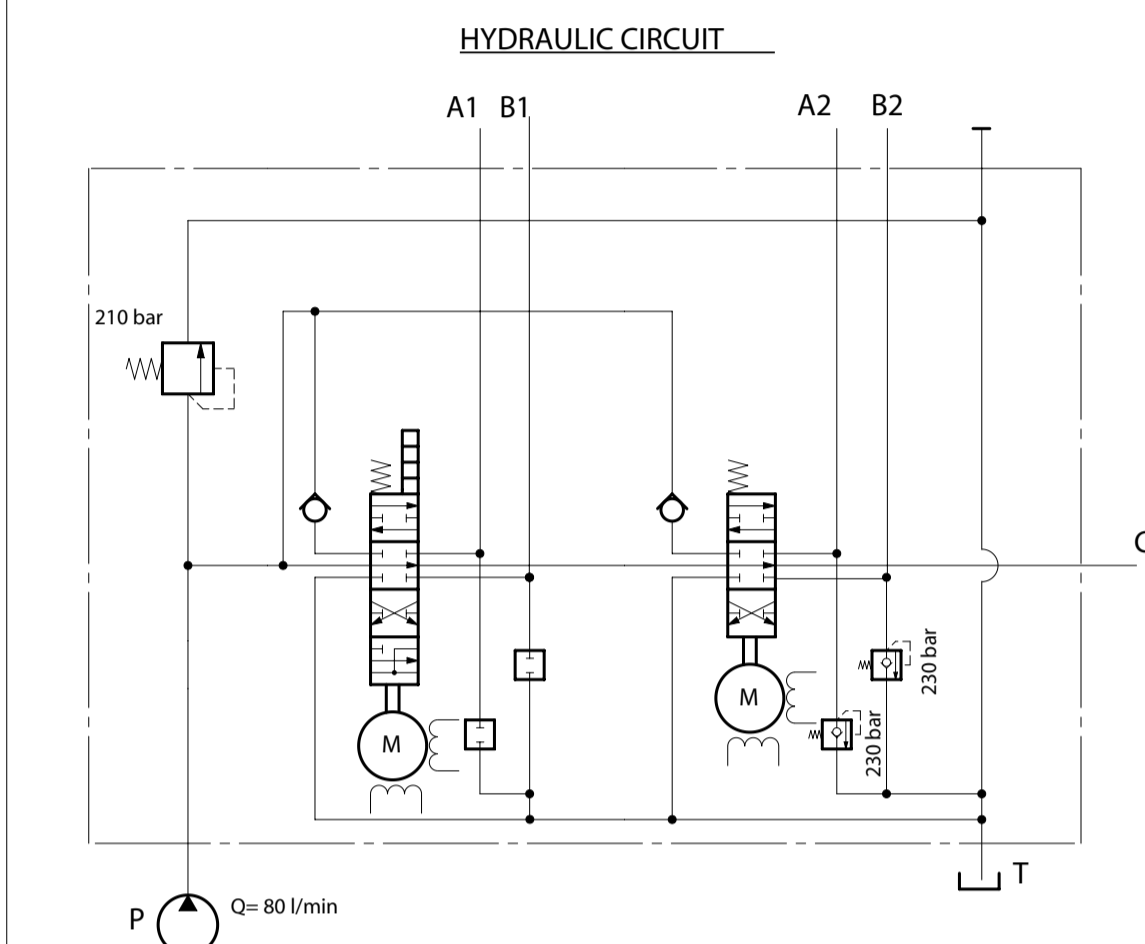 HYDRAULIC CIRCUIT
A1 B1 A2 B2
210 bar
M
M
230 bar
230 bar
T
P
Q= 80 l/min